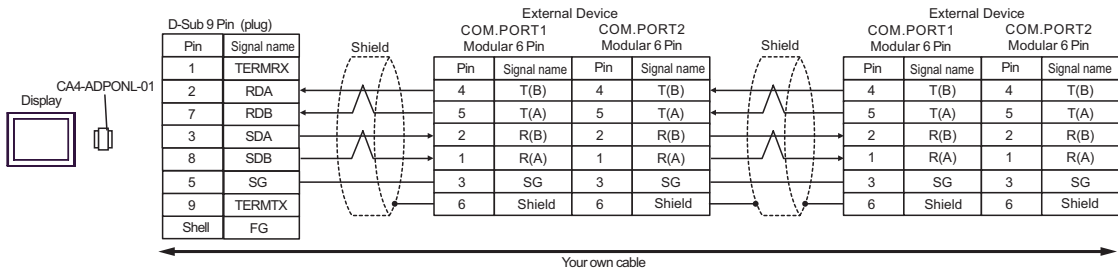 External Device
External Device
D-Sub 9 Pin (plug)
COM.PORT1
COM.PORT2
COM.PORT1
COM.PORT2
Shield
Modular 6 Pin
Modular 6 Pin
Shield
Modular 6 Pin
Modular 6 Pin
Pin Signal name
Pin Signal name Pin Signal name
Pin Signal name Pin Signal name
1 TERMRX
CA4-ADPONL-01
Display
2 RDA
4 T(B) 4 T(B)
4 T(B) 4 T(B)
7 RDB
5 T(A) 5 T(A)
5 T(A) 5 T(A)
3 SDA
2 R(B) 2 R(B)
2 R(B) 2 R(B)
8 SDB
1 R(A) 1 R(A)
1 R(A) 1 R(A)
5 SG
3 SG 3 SG
3 SG 3 SG
9 TERMTX
6 Shield 6 Shield
6 Shield 6 Shield
Shell FG
Your own cable